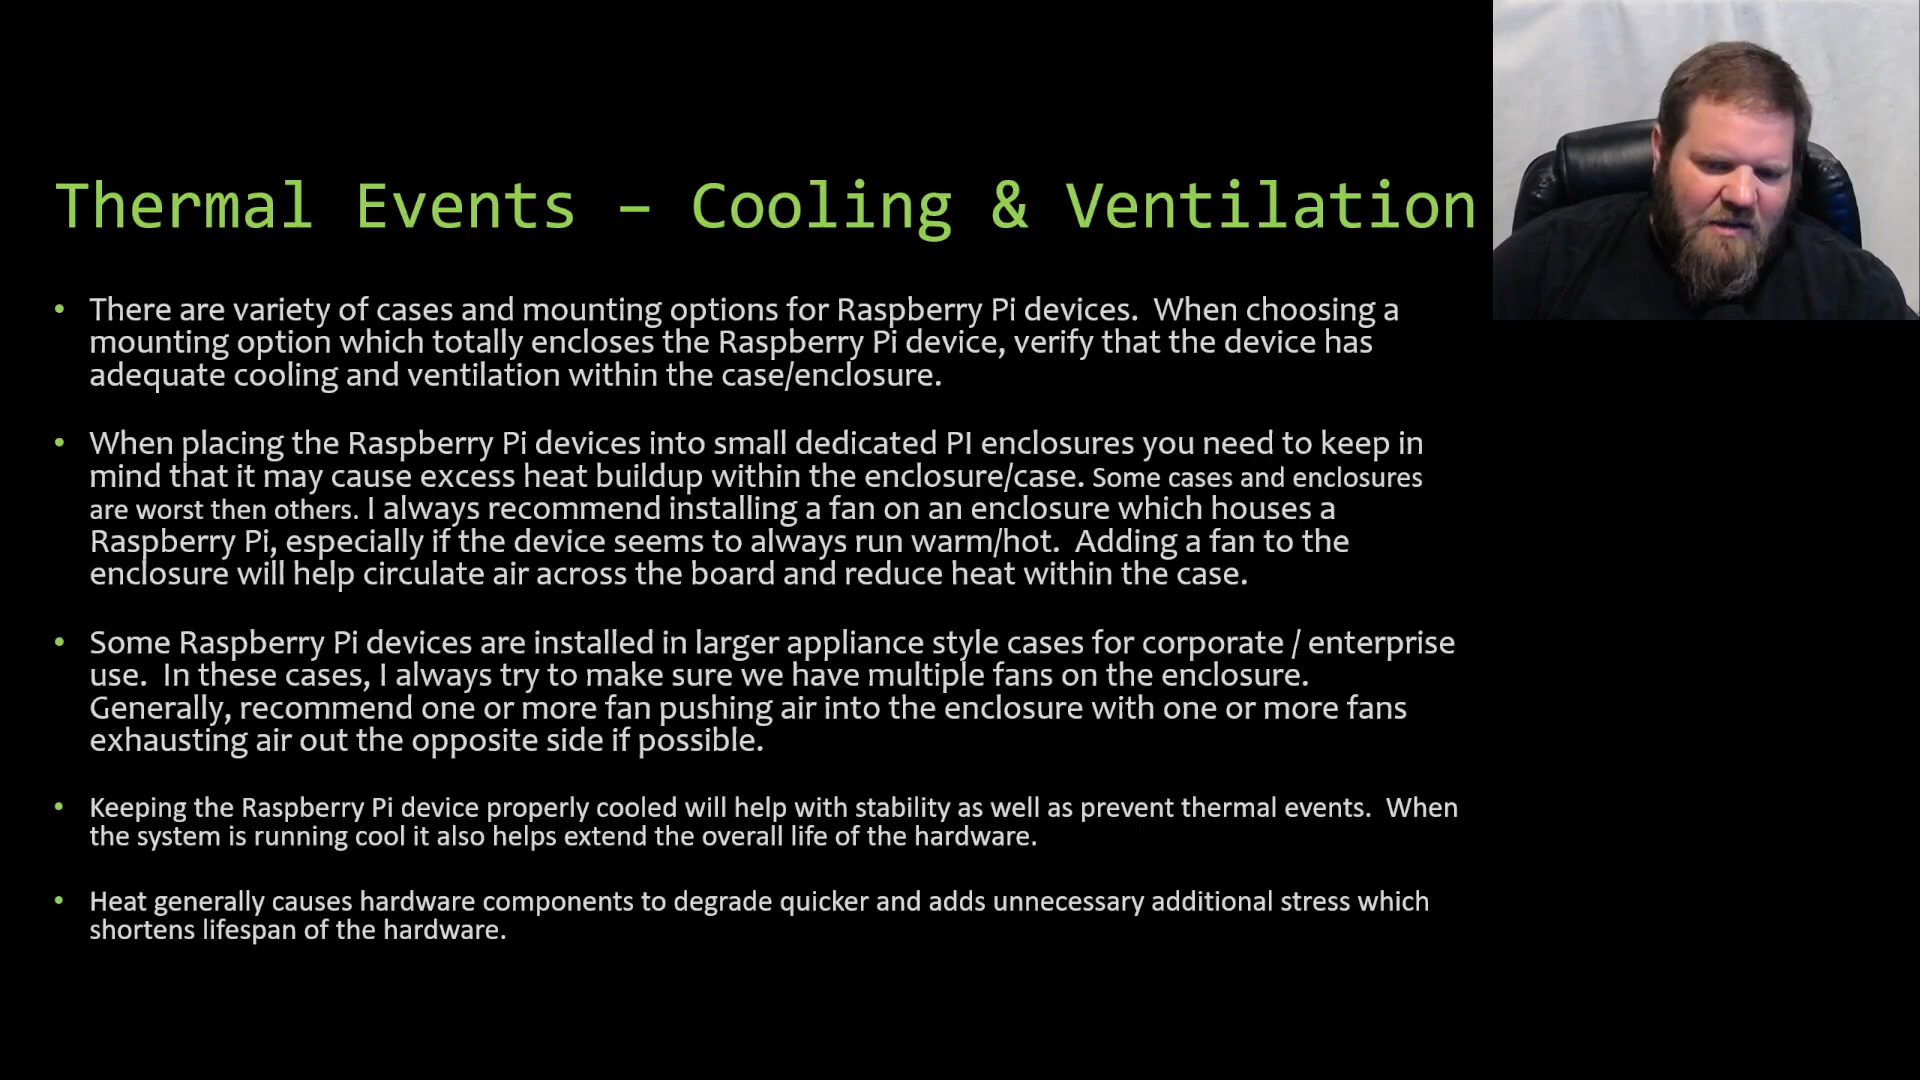 Thermal Events – Cooling & Ventilation
• There are variety of cases and mounting options for Raspberry Pi devices.  When choosing a
mounting option which totally encloses the Raspberry Pi device, verify that the device has
adequate cooling and ventilation within the case/enclosure.
• When placing the Raspberry Pi devices into small dedicated PI enclosures you need to keep in
mind that it may cause excess heat buildup within the enclosure/case. Some cases and enclosures
are worst then others. I always recommend installing a fan on an enclosure which houses a
Raspberry Pi, especially if the device seems to always run warm/hot.  Adding a fan to the
enclosure will help circulate air across the board and reduce heat within the case.
• Some Raspberry Pi devices are installed in larger appliance style cases for corporate / enterprise
use.  In these cases, I always try to make sure we have multiple fans on the enclosure.
Generally, recommend one or more fan pushing air into the enclosure with one or more fans
exhausting air out the opposite side if possible.
• Keeping the Raspberry Pi device properly cooled will help with stability as well as prevent thermal events.  When
the system is running cool it also helps extend the overall life of the hardware.
• Heat generally causes hardware components to degrade quicker and adds unnecessary additional stress which
shortens lifespan of the hardware.